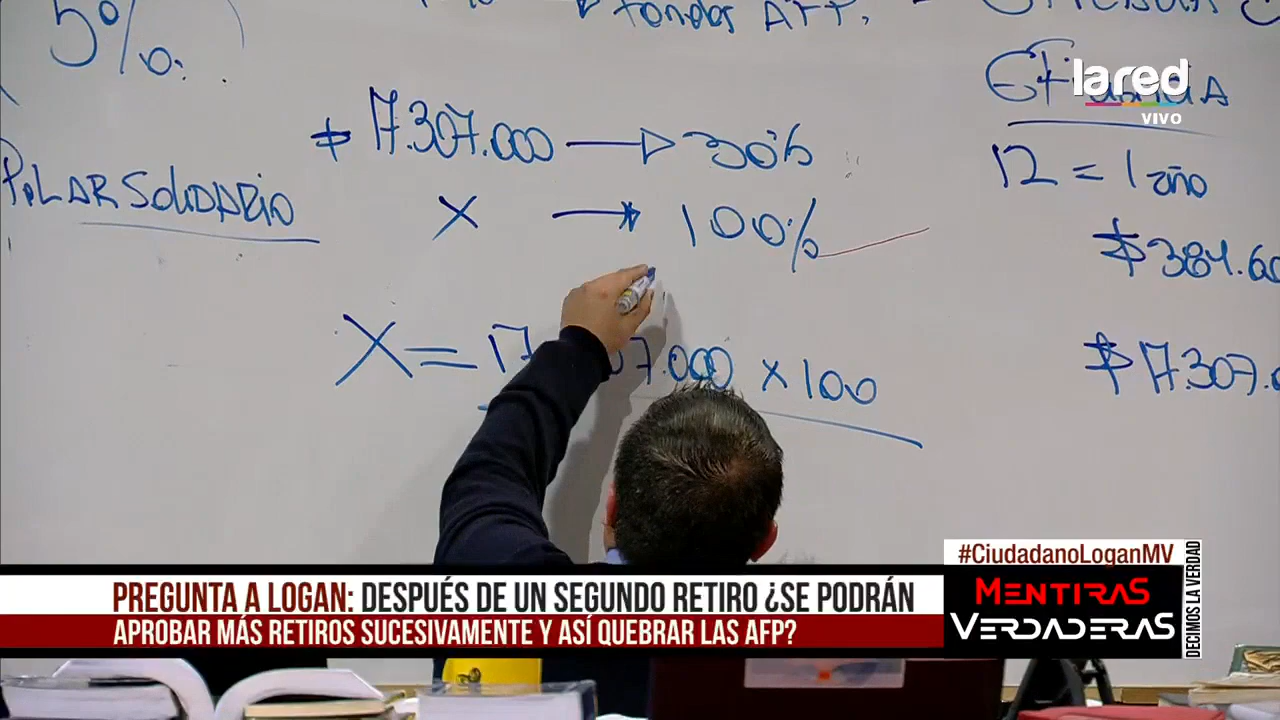 5%.
fondos AFP.
lared
VIVO
$ 17.307.000 → 30%
X → 100%
PILAR SOLIDARIO
X = 17 07.000 x 100
12 = 1 año
$384.60
$17.307.0
#CiudadanoLoganMV
PREGUNTA A LOGAN: DESPUÉS DE UN SEGUNDO RETIRO ¿SE PODRÁN
APROBAR MÁS RETIROS SUCESIVAMENTE Y ASÍ QUEBRAR LAS AFP?
MENTIRAS
VERDADERAS
DECIMOS LA VERDAD